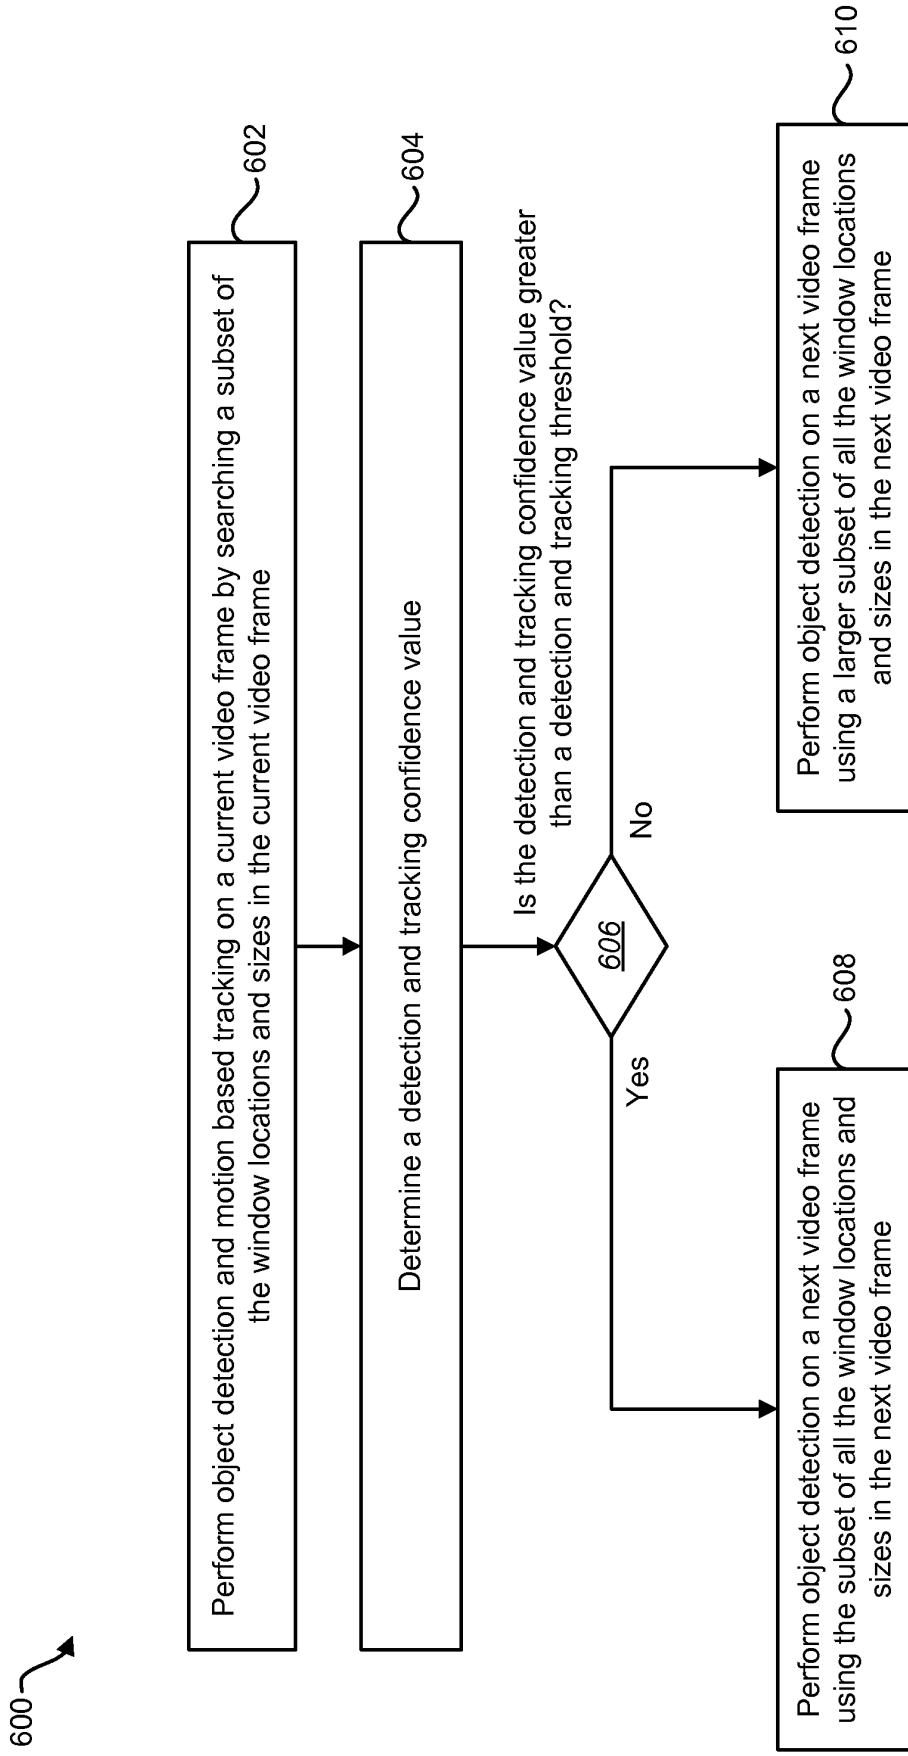 600
Perform object detection and motion based tracking on a current video frame by searching a subset of
the window locations and sizes in the current video frame
602
Determine a detection and tracking confidence value
604
Is the detection and tracking confidence value greater
than a detection and tracking threshold?
606
Yes
No
Perform object detection on a next video frame
using the subset of all the window locations and
sizes in the next video frame
608
Perform object detection on a next video frame
using a larger subset of all the window locations
and sizes in the next video frame
610